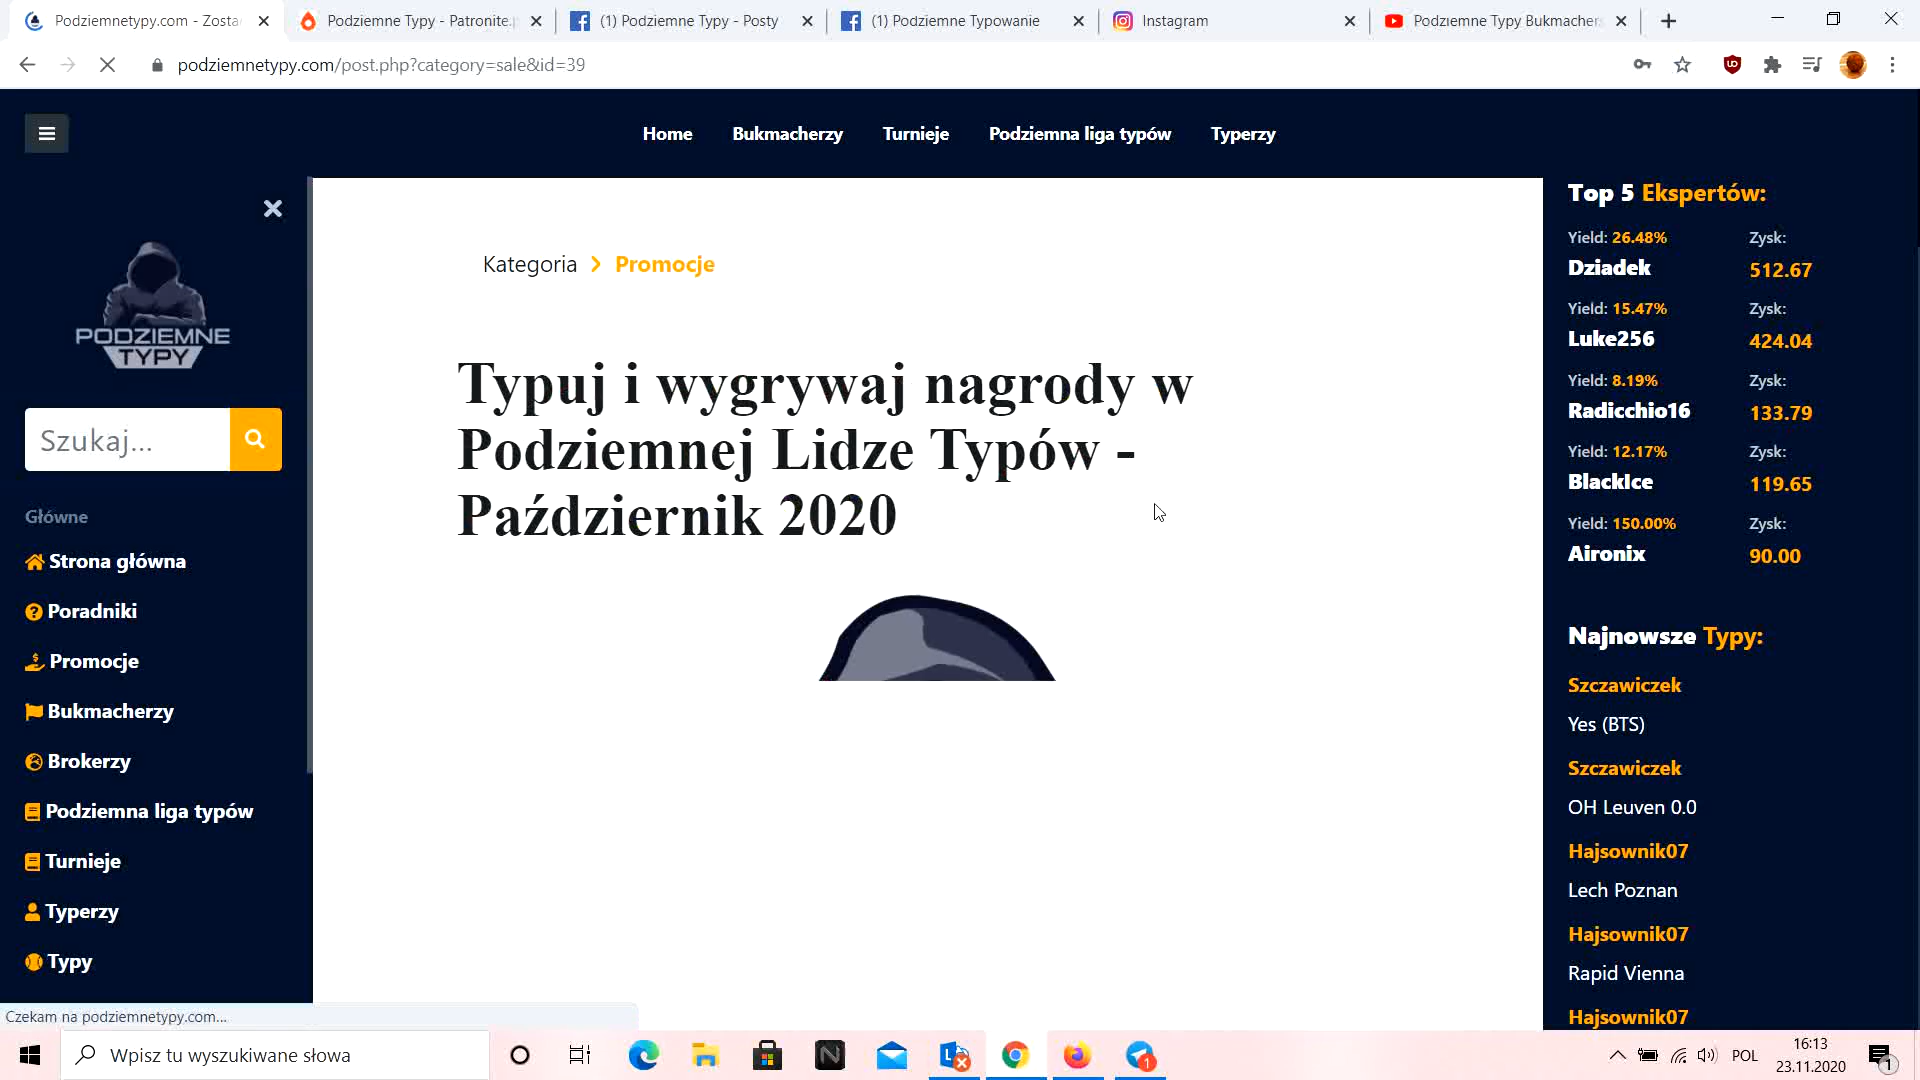 Podziemnetypy.com - Zosta
Podziemne Typy - Patronite.p
(1) Podziemne Typy - Posty
(1) Podziemne Typowanie
Instagram
Podziemne Typy Bukmachers
podziemnetypy.com/post.php?category=sale&id=39
Home
Bukmacherzy
Turnieje
Podziemna liga typów
Typerzy
PODZIEMNE
TYPY
Szukaj...
Główne
Strona główna
Poradniki
Promocje
Bukmacherzy
Brokerzy
Podziemna liga typów
Turnieje
Typerzy
Typy
Kategoria > Promocje
Typuj i wygrywaj nagrody w
Podziemnej Lidze Typów -
Październik 2020
Top 5 Ekspertów:
Yield: 26.48% Zysk:
Dziadek 512.67
Yield: 15.47% Zysk:
Luke256 424.04
Yield: 8.19% Zysk:
Radicchio16 133.79
Yield: 12.17% Zysk:
BlackIce 119.65
Yield: 150.00% Zysk:
Aironix 90.00
Najnowsze Typy:
Szczawiczek
Yes (BTS)
Szczawiczek
OH Leuven 0.0
Hajsownik07
Lech Poznan
Hajsownik07
Rapid Vienna
Hajsownik07
Czekam na podziemnetypy.com...
Wpisz tu wyszukiwane słowa
1
POL
16:13
23.11.2020
1